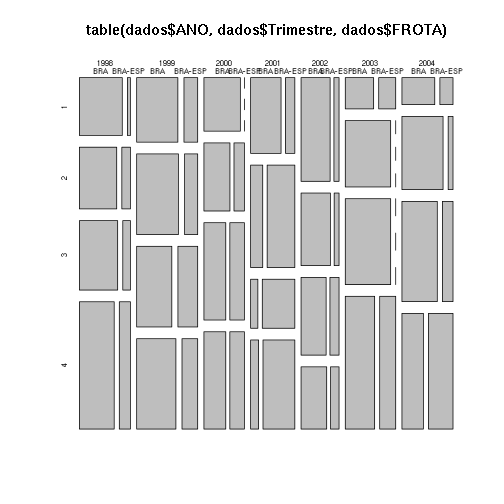 table(dados$ANO, dados$Trimestre, dados$FROTA)
1998 1999 2000 2001 2002 2003 2004
BRA BRA-ESP BRA BRA-ESP BRA BRA-ESP BRA BRA-ESP BRA BRA-ESP BRA BRA-ESP BRA BRA-ESP
1
2
3
4